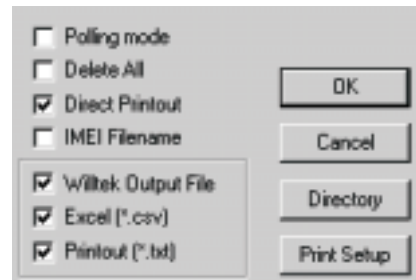 Polling mode
Delete All
Direct Printout
IMEI Filename
Willtek Output File
Excel (*.csv)
Printout (*.txt)
OK
Cancel
Directory
Print Setup